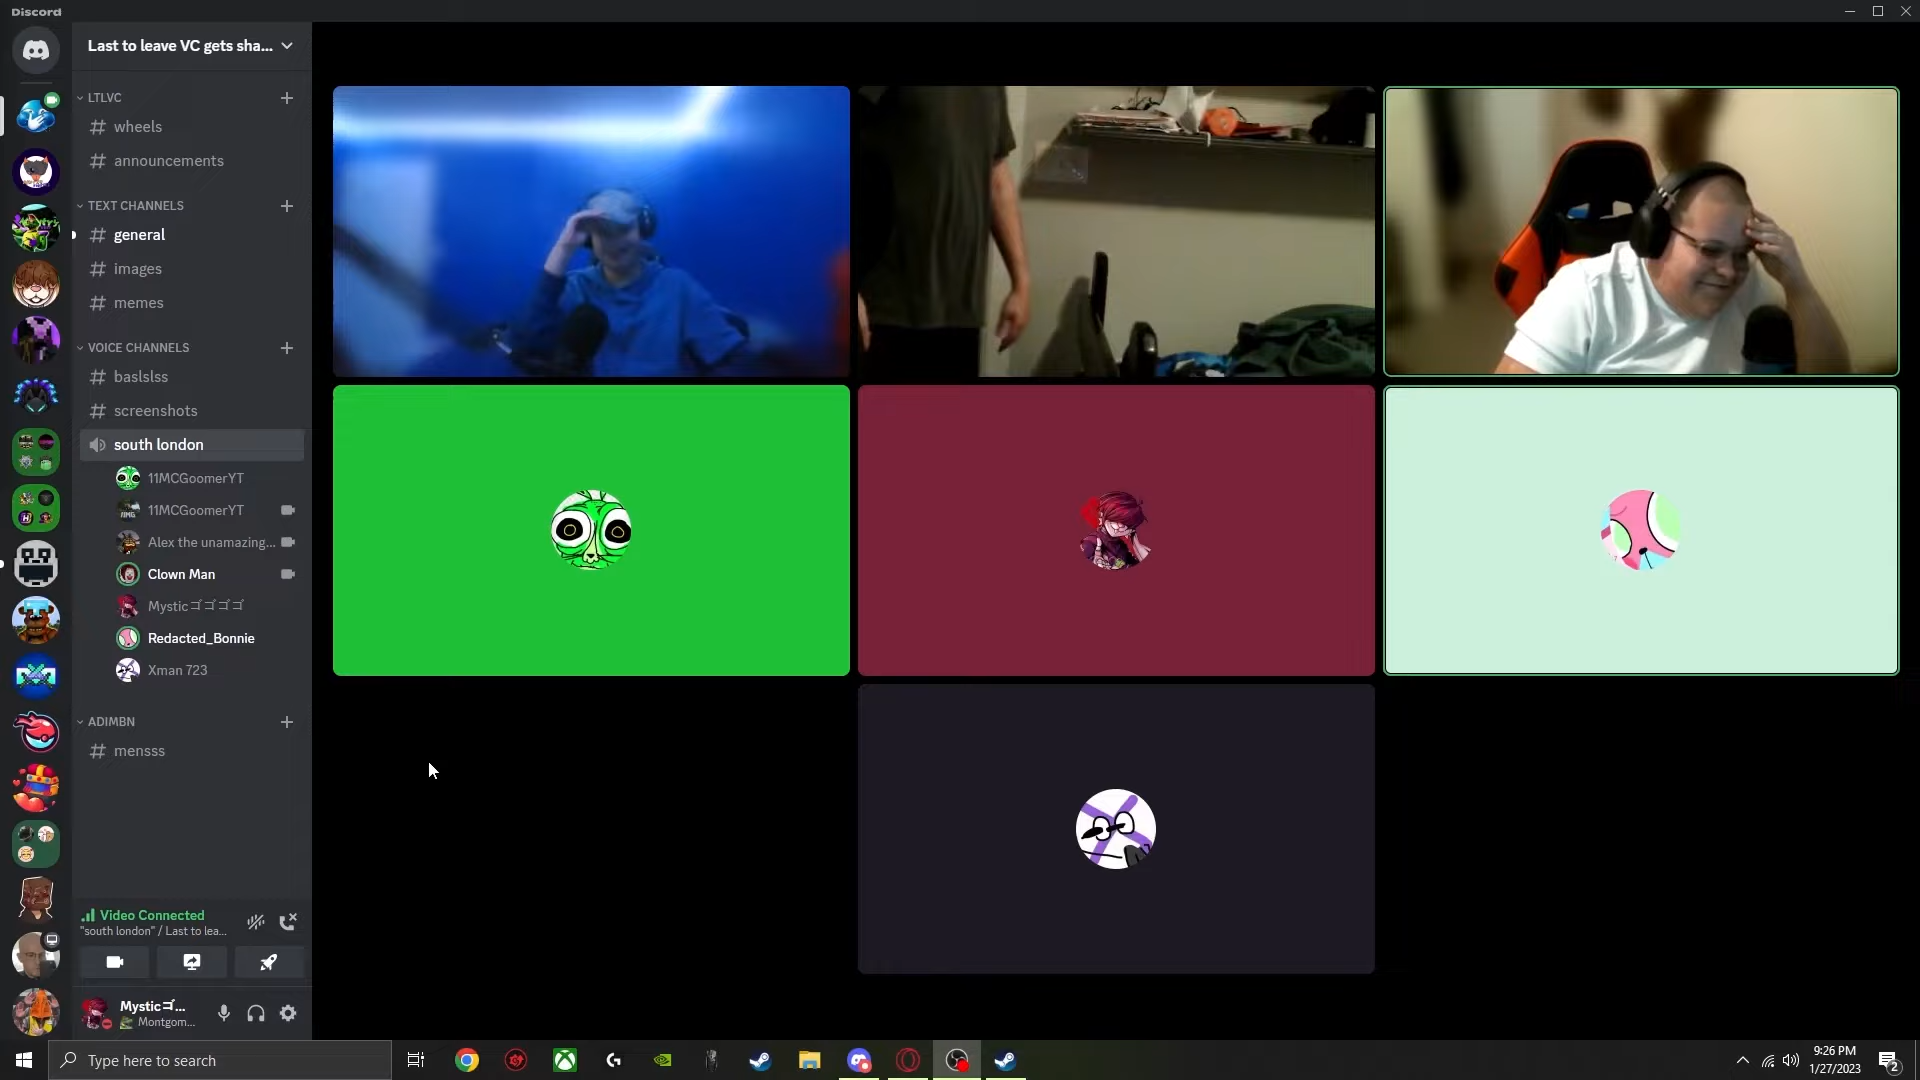 Discord
Last to leave VC gets sha...
LTLVC
wheels
announcements
TEXT CHANNELS
general
images
memes
VOICE CHANNELS
baslslss
screenshots
south london
11MCGoomerYT
11MCGoomerYT
Alex the unamazing...
Clown Man
Mysticゴゴゴゴ
Redacted_Bonnie
Xman 723
ADIMBN
mensss
Video Connected
"south london" / Last to lea...
Mysticゴ...
Montgom...
Type here to search
9:26 PM
1/27/2023
2